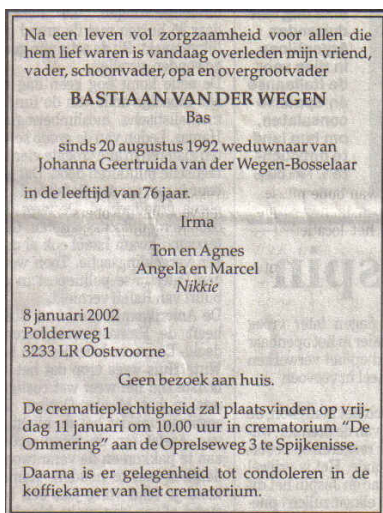 Na een leven vol zorgzaamheid voor allen die
hem lief waren is vandaag overleden mijn vriend,
vader, schoonvader, opa en overgrootvader
BASTIAAN VAN DER WEGEN
Bas
sinds 20 augustus 1992 weduwnaar van
Johanna Geertruida van der Wegen-Bosselaar
in de leeftijd van 76 jaar.
Irma
Ton en Agnes
Angela en Marcel
Nikkie
8 januari 2002
Polderweg 1
3233 LR Oostvoorne
Geen bezoek aan huis.
De crematieplechtigheid zal plaatsvinden op vrij-
dag 11 januari om 10.00 uur in crematorium “De
Ommering” aan de Oprelseweg 3 te Spijkenisse.
Daarna is er gelegenheid tot condoleren in de
koffiekamer van het crematorium.